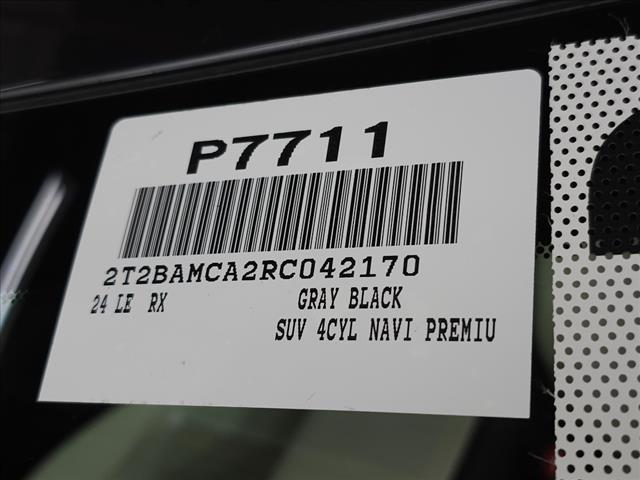 P7711
2T2BAMCA2RC042170
24 LE RX GRAY BLACK
SUV 4CYL NAVI PREMIU